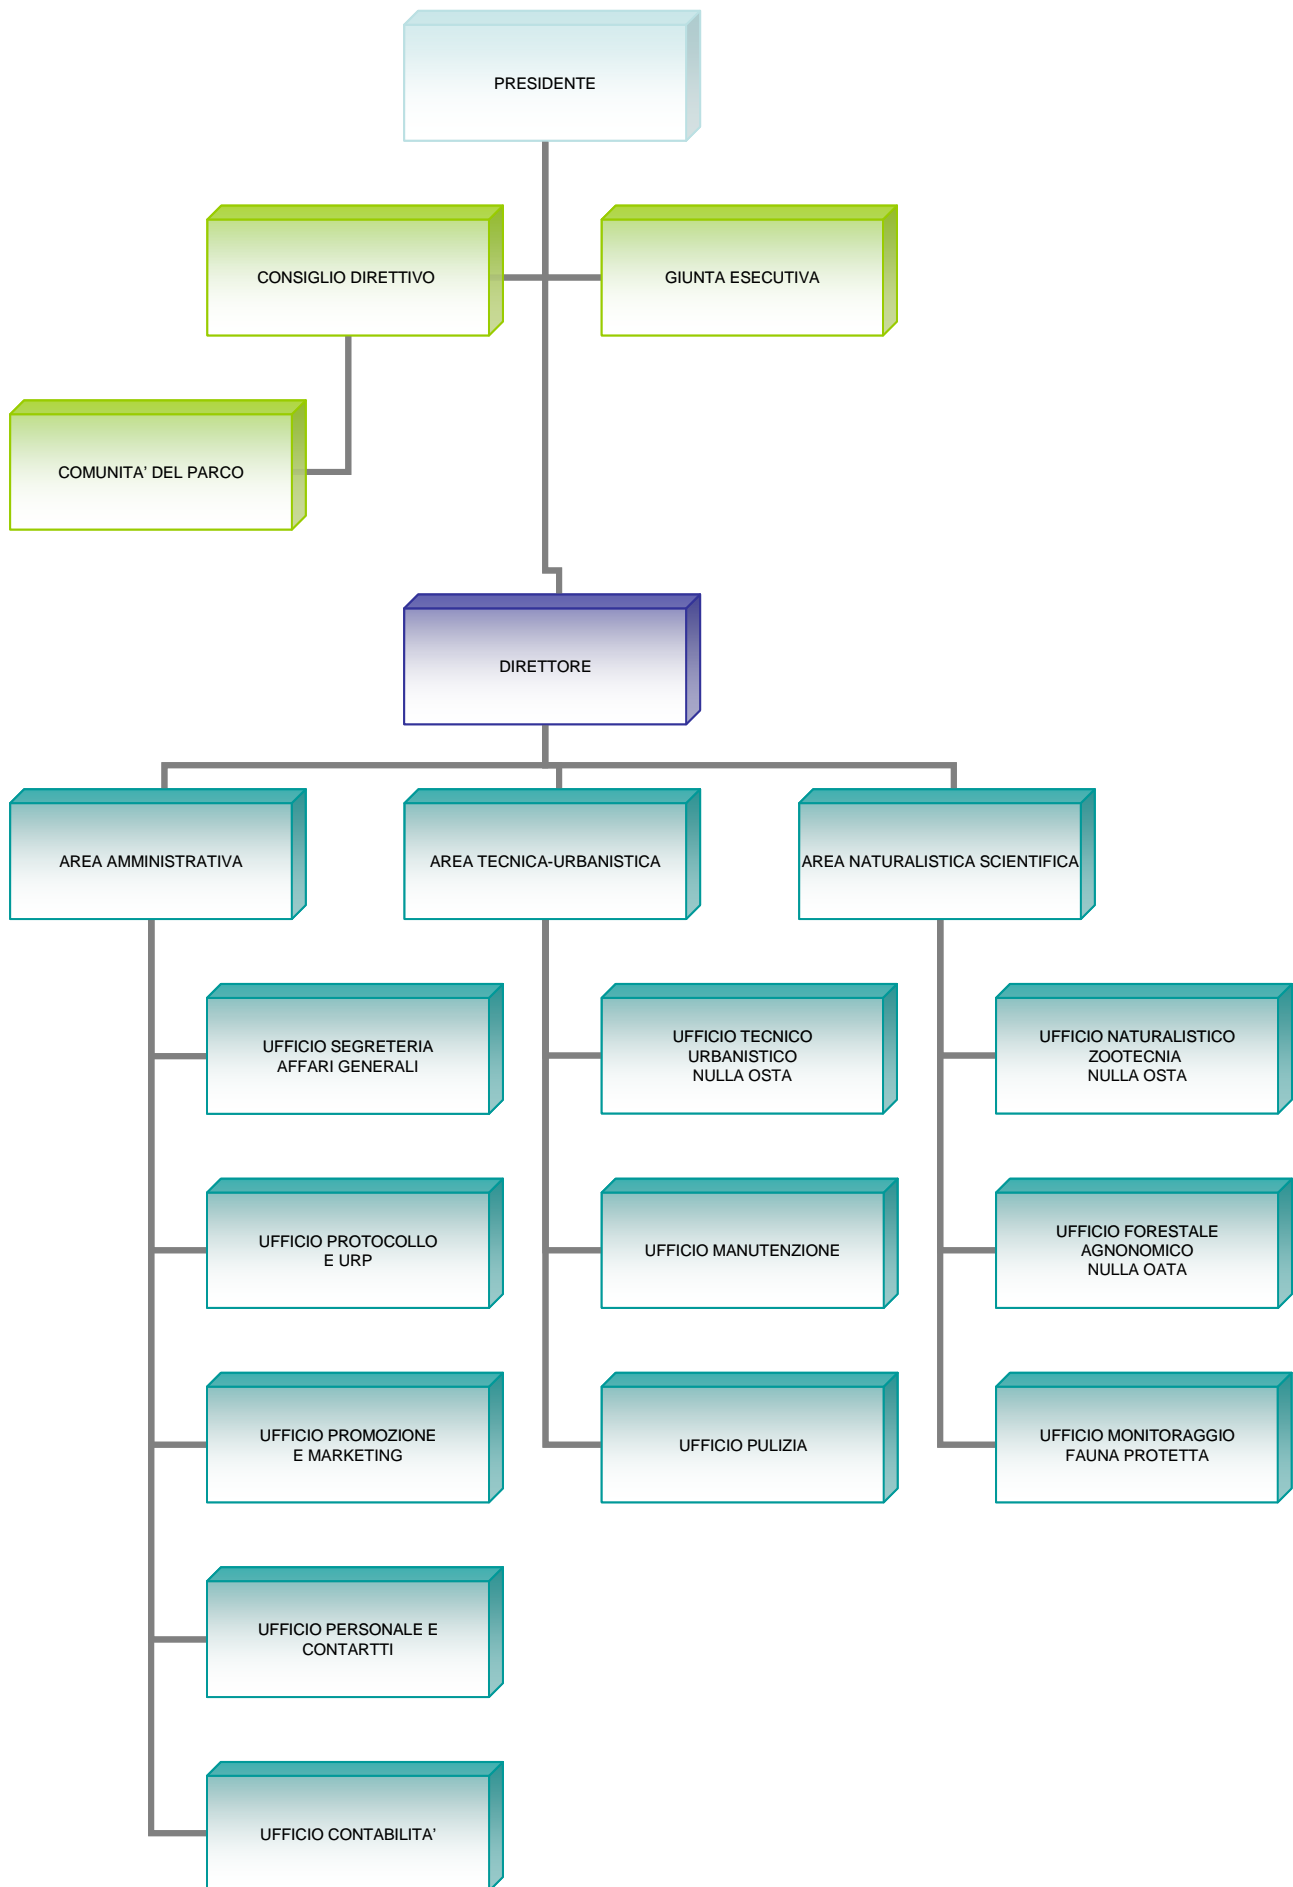 PRESIDENTE
CONSIGLIO DIRETTIVO
GIUNTA ESECUTIVA
COMUNITA’ DEL PARCO
DIRETTORE
AREA AMMINISTRATIVA
AREA TECNICA-URBANISTICA
AREA NATURALISTICA SCIENTIFICA
UFFICIO SEGRETERIA
AFFARI GENERALI
UFFICIO TECNICO
URBANISTICO
NULLA OSTA
UFFICIO NATURALISTICO
ZOOTECNIA
NULLA OSTA
UFFICIO PROTOCOLLO
E URP
UFFICIO MANUTENZIONE
UFFICIO FORESTALE
AGNONOMICO
NULLA OATA
UFFICIO PROMOZIONE
E MARKETING
UFFICIO PULIZIA
UFFICIO MONITORAGGIO
FAUNA PROTETTA
UFFICIO PERSONALE E
CONTARTTI
UFFICIO CONTABILITA’